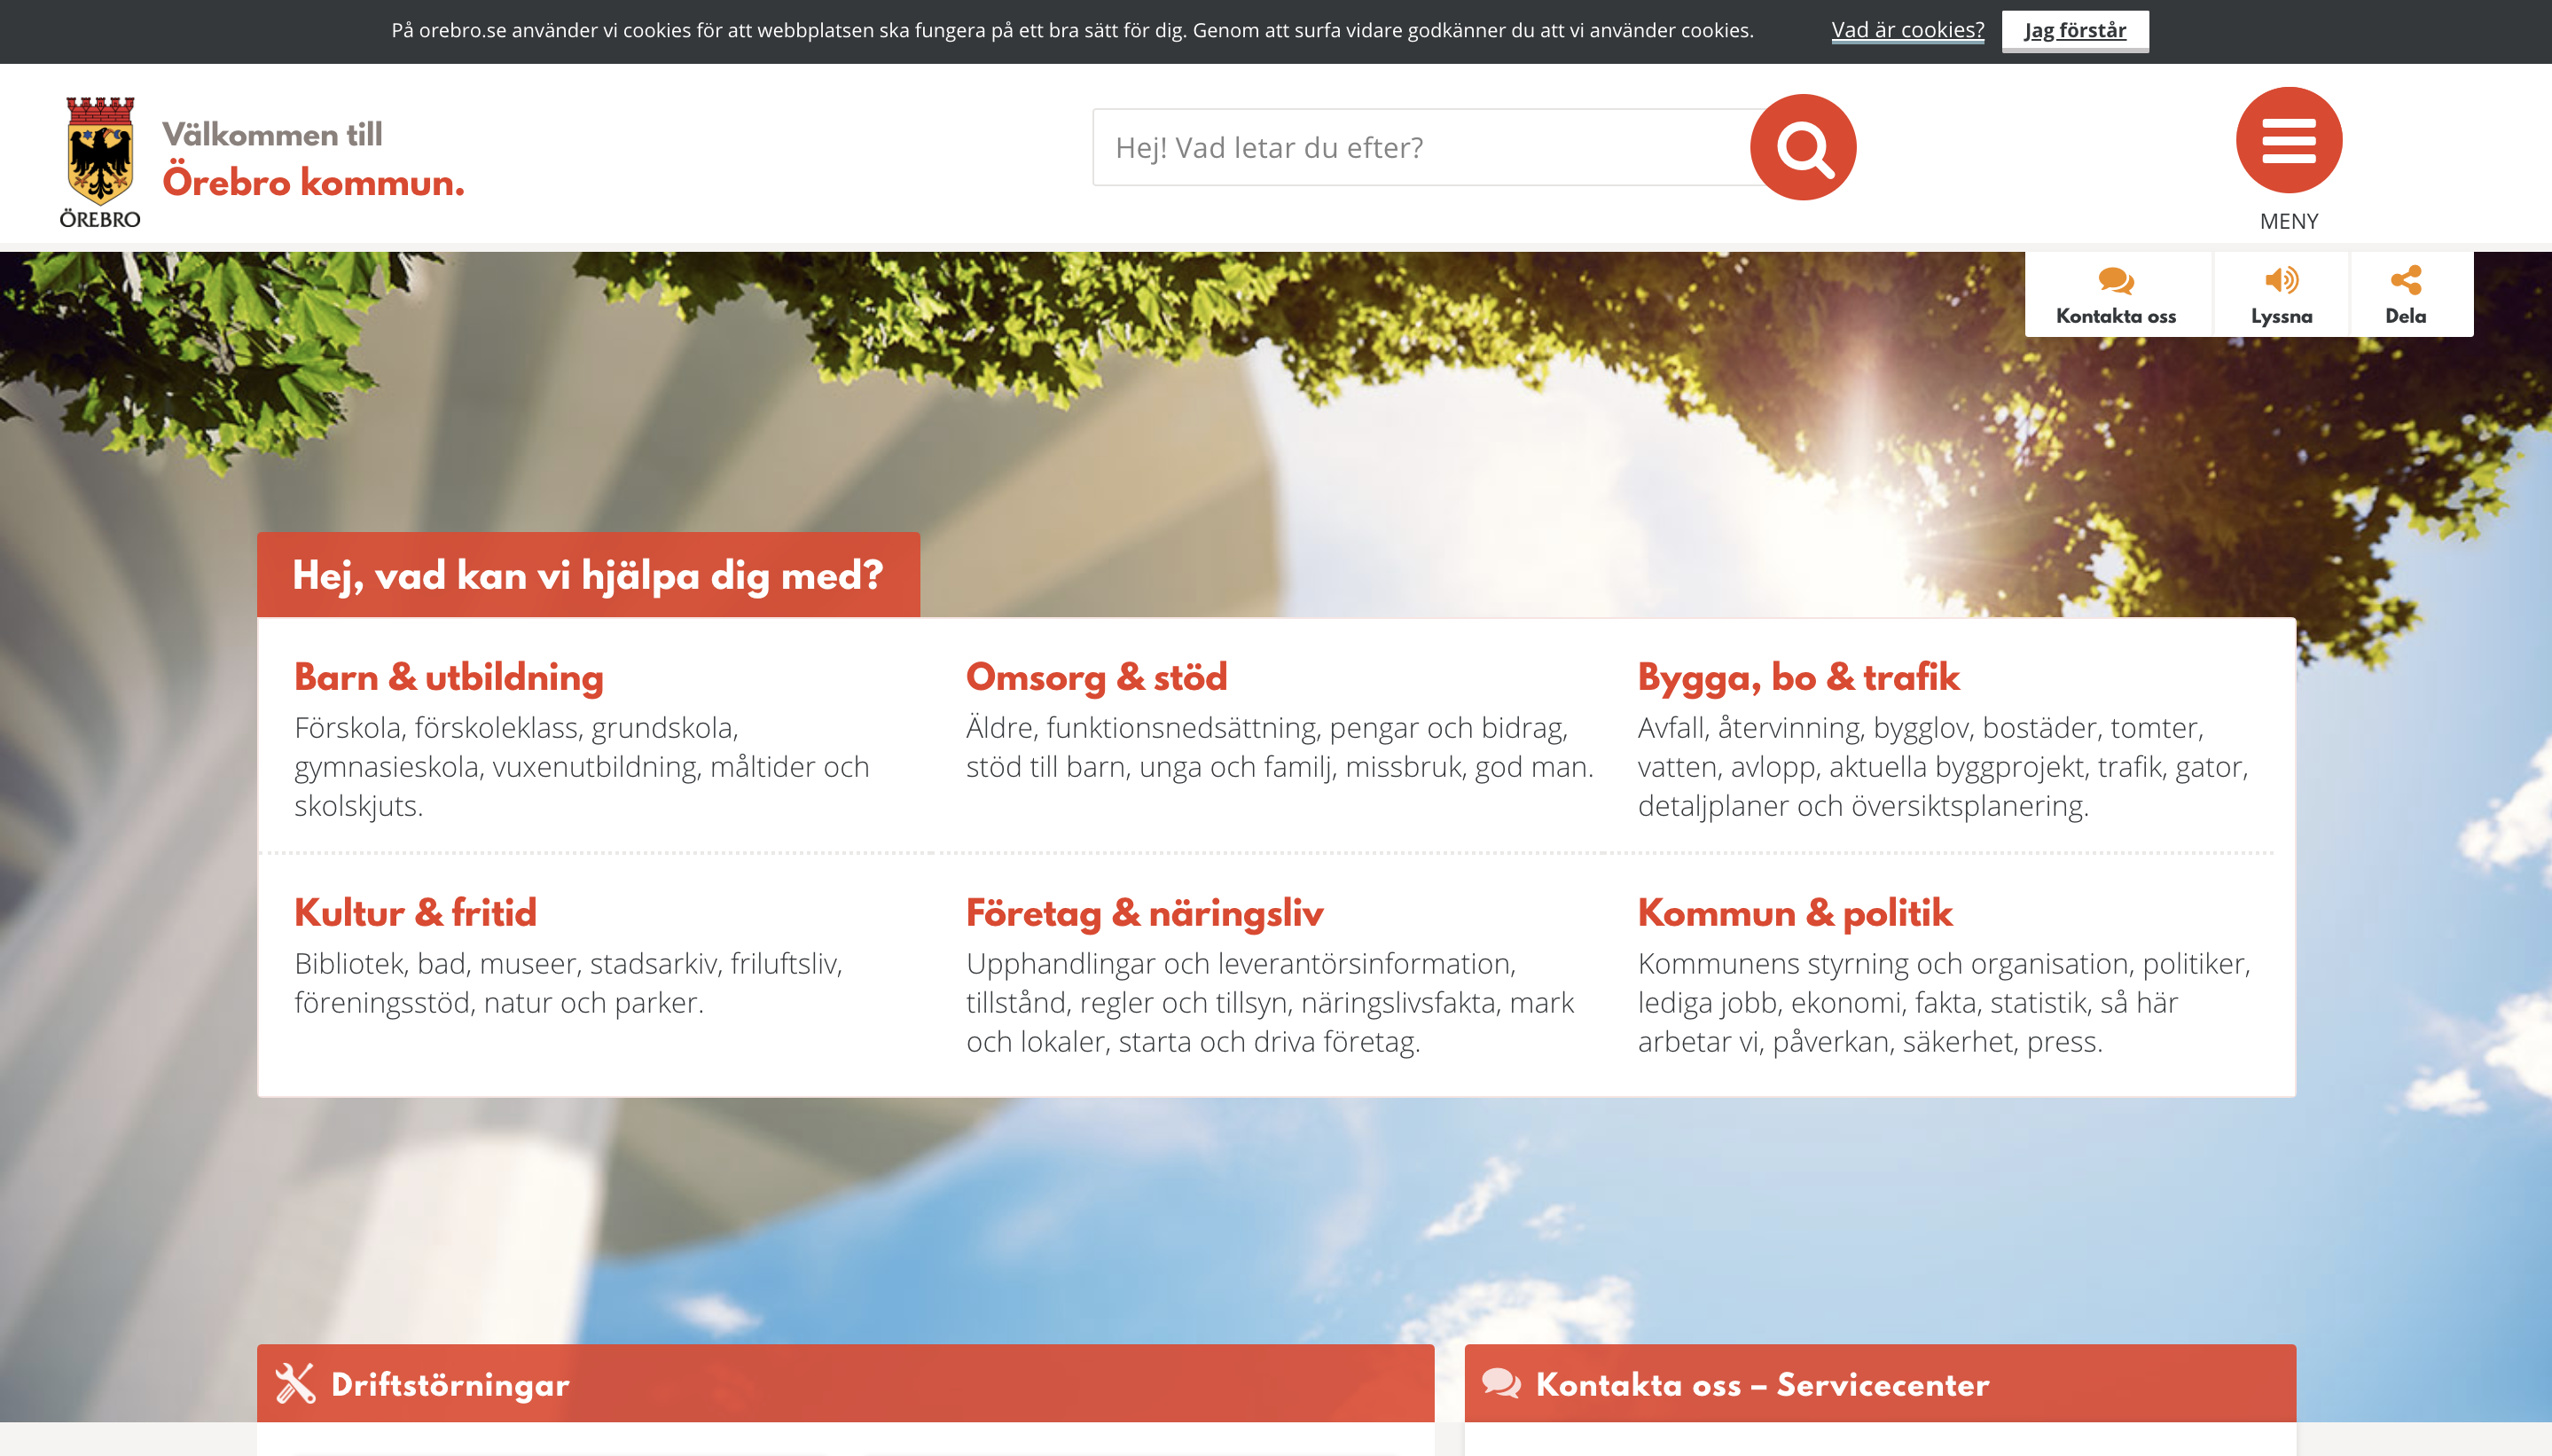 På orebro.se använder vi cookies för att webbplatsen ska fungera på ett bra sätt för dig. Genom att surfa vidare godkänner du att vi använder cookies. Vad är cookies? Jag förstår
Välkommen till
Örebro kommun.
ÖREBRO
Hej! Vad letar du efter?
MENY
Kontakta oss
Lyssna
Dela
Hej, vad kan vi hjälpa dig med?
Barn & utbildning
Förskola, förskoleklass, grundskola,
gymnasieskola, vuxenutbildning, måltider och
skolskjuts.
Omsorg & stöd
Äldre, funktionsnedsättning, pengar och bidrag,
stöd till barn, unga och familj, missbruk, god man.
Bygga, bo & trafik
Avfall, återvinning, bygglov, bostäder, tomter,
vatten, avlopp, aktuella byggprojekt, trafik, gator,
detaljplaner och översiktsplanering.
Kultur & fritid
Bibliotek, bad, museer, stadsarkiv, friluftsliv,
föreningsstöd, natur och parker.
Företag & näringsliv
Upphandlingar och leverantörsinformation,
tillstånd, regler och tillsyn, näringslivsfakta, mark
och lokaler, starta och driva företag.
Kommun & politik
Kommunens styrning och organisation, politiker,
lediga jobb, ekonomi, fakta, statistik, så här
arbetar vi, påverkan, säkerhet, press.
Driftstörningar
Kontakta oss – Servicecenter